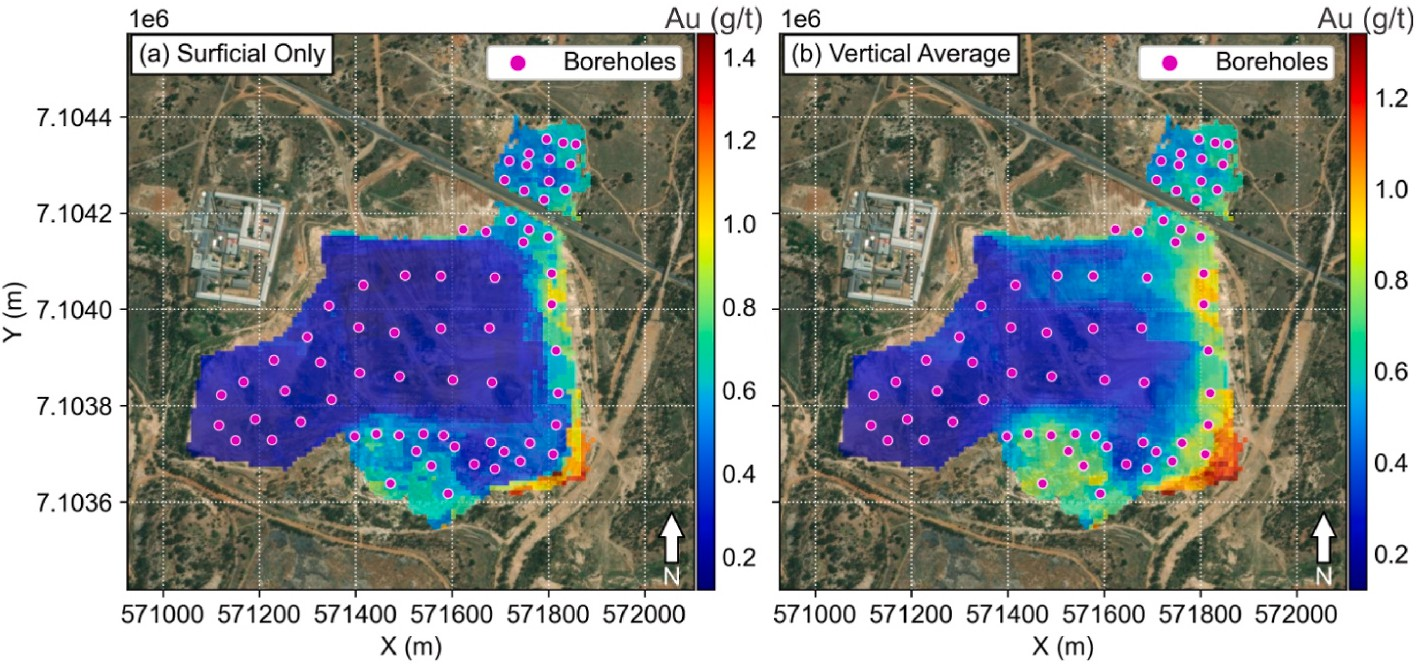 1e6
Au (g/t)
(a) Surficial Only
Boreholes
7.1044
7.1042
7.1040
7.1038
7.1036
Y (m)
571000
571200
571400
571600
571800
572000
X (m)
N
1.4
1.2
1.0
0.8
0.6
0.4
0.2
1e6
Au (g/t)
(b) Vertical Average
Boreholes
571000
571200
571400
571600
571800
572000
X (m)
N
1.2
1.0
0.8
0.6
0.4
0.2